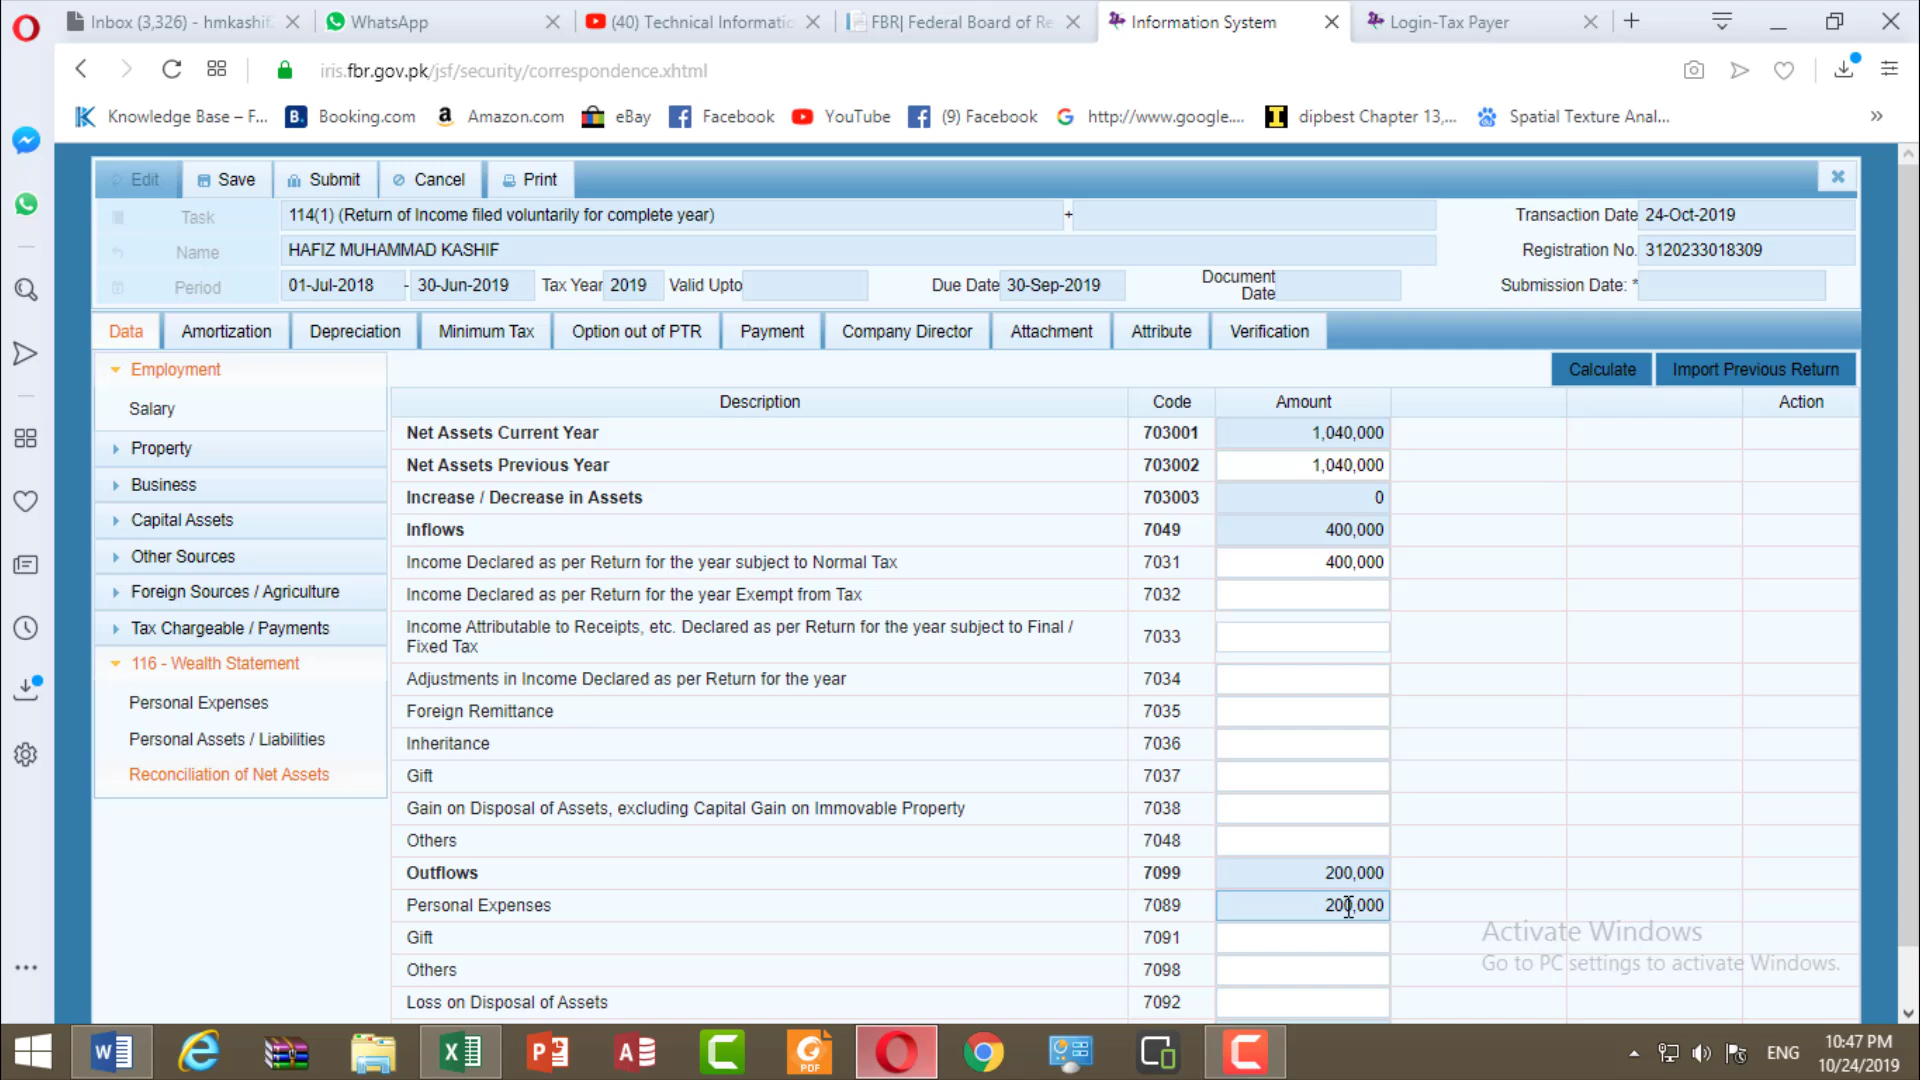 Inbox (3,326) - hmkashif
WhatsApp
(40) Technical Informatic
FBR| Federal Board of Re
Information System
Login-Tax Payer
iris.fbr.gov.pk/jsf/security/correspondence.xhtml
Knowledge Base – F...
Booking.com
Amazon.com
eBay
Facebook
YouTube
(9) Facebook
http://www.google....
dipbest Chapter 13,...
Spatial Texture Anal...
»
Edit Save Submit Cancel Print
Task 114(1) (Return of Income filed voluntarily for complete year) + Transaction Date 24-Oct-2019
Name HAFIZ MUHAMMAD KASHIF Registration No. 3120233018309
Period 01-Jul-2018 - 30-Jun-2019 Tax Year 2019 Valid Upto Due Date 30-Sep-2019 Document Date Submission Date: *
Data Amortization Depreciation Minimum Tax Option out of PTR Payment Company Director Attachment Attribute Verification
Employment
Salary
Property
Business
Capital Assets
Other Sources
Foreign Sources / Agriculture
Tax Chargeable / Payments
116 - Wealth Statement
Personal Expenses
Personal Assets / Liabilities
Reconciliation of Net Assets
Calculate Import Previous Return
Description Code Amount Action
Net Assets Current Year 703001 1,040,000
Net Assets Previous Year 703002 1,040,000
Increase / Decrease in Assets 703003 0
Inflows 7049 400,000
Income Declared as per Return for the year subject to Normal Tax 7031 400,000
Income Declared as per Return for the year Exempt from Tax 7032
Income Attributable to Receipts, etc. Declared as per Return for the year subject to Final /
Fixed Tax 7033
Adjustments in Income Declared as per Return for the year 7034
Foreign Remittance 7035
Inheritance 7036
Gift 7037
Gain on Disposal of Assets, excluding Capital Gain on Immovable Property 7038
Others 7048
Outflows 7099 200,000
Personal Expenses 7089 200,000
Gift 7091
Others 7098
Loss on Disposal of Assets 7092
Activate Windows
Go to PC settings to activate Windows.
ENG
10:47 PM
10/24/2019